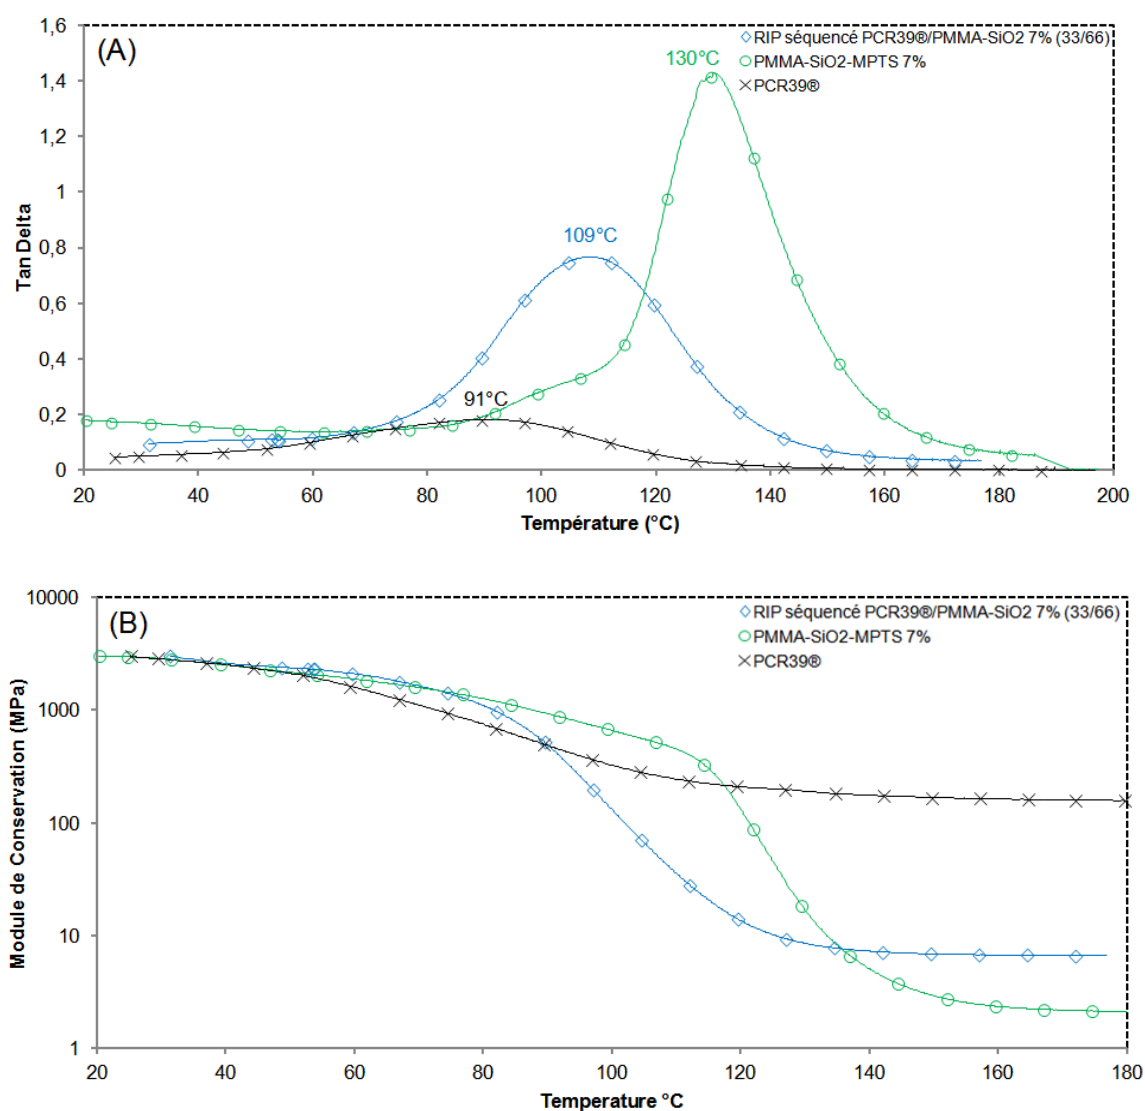 (A)
RIP séquencé PCR39®/PMMA-SiO2 7% (33/66)
PMMA-SiO2-MPTS 7%
PCR39®
130°C
109°C
91°C
1,6
1,4
1,2
1
0,8
0,6
0,4
0,2
0
Tan Delta
20 40 60 80 100 120 140 160 180 200
Température (°C)
(B)
RIP séquencé PCR39®/PMMA-SiO2 7% (33/66)
PMMA-SiO2-MPTS 7%
PCR39®
10000
1000
100
10
1
Module de Conservation (MPa)
20 40 60 80 100 120 140 160 180
Temperature °C